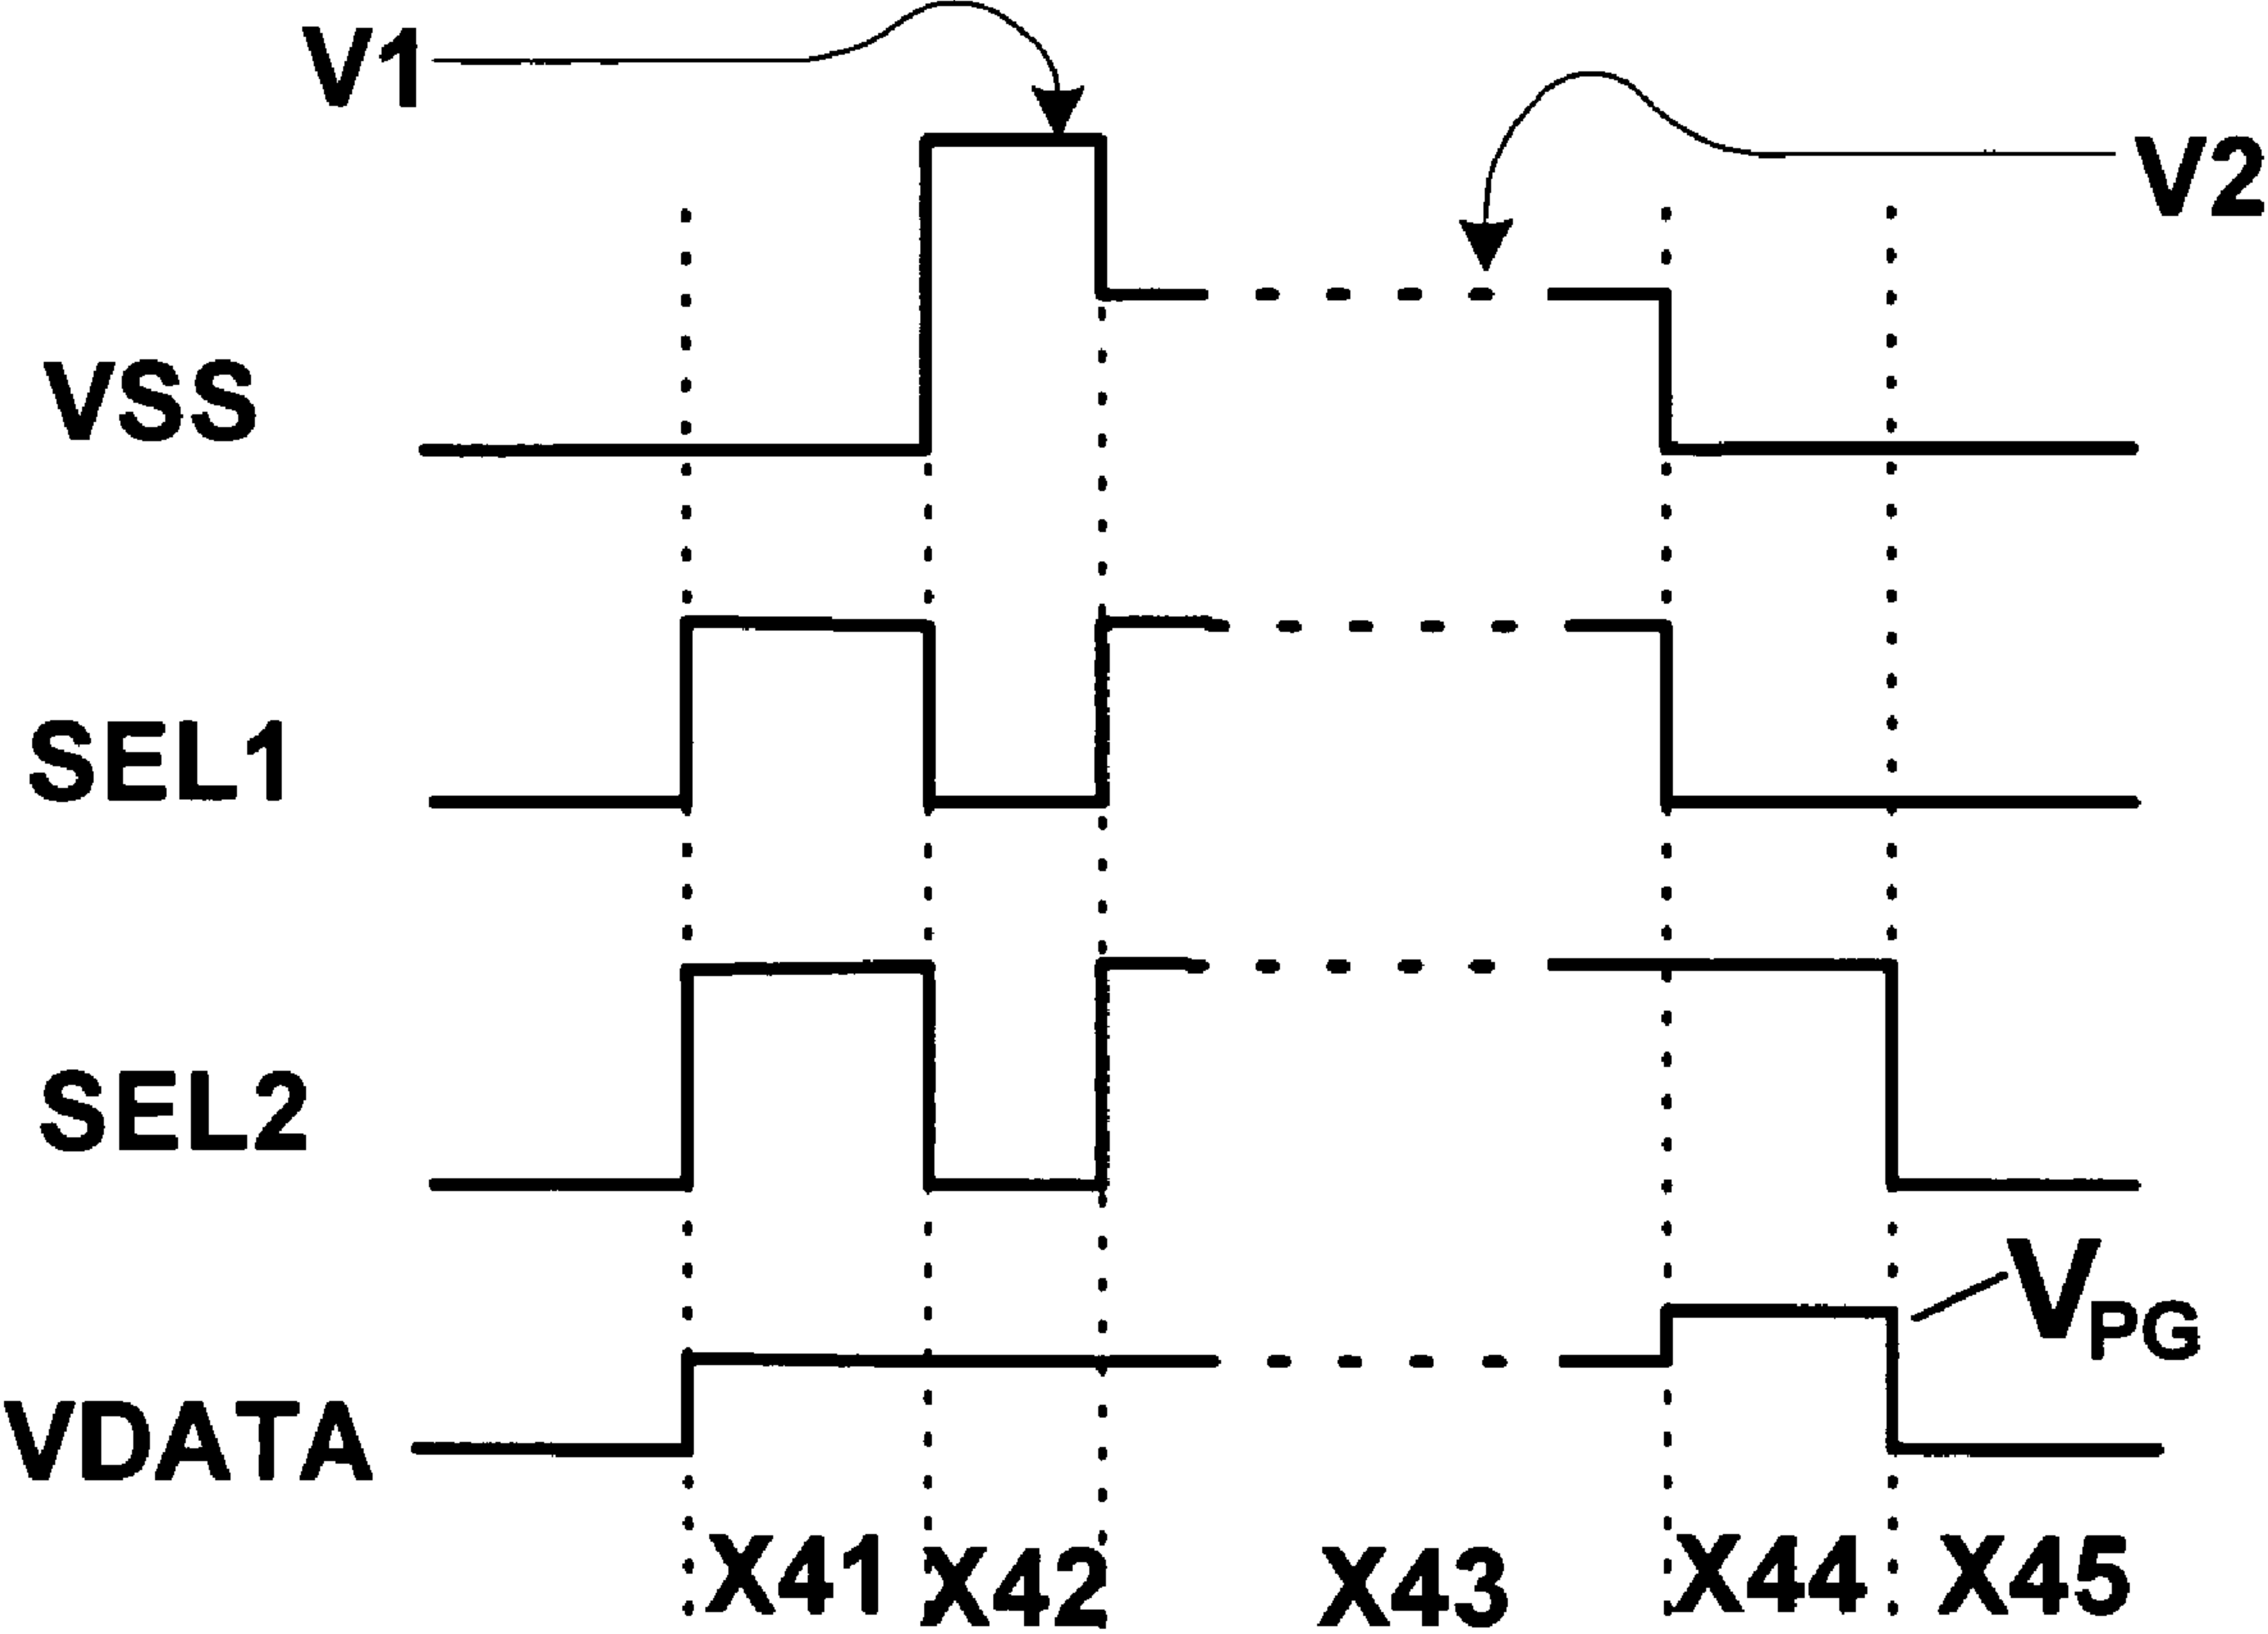 V1
V2
VSS
SEL1
SEL2
VPG
VDATA
X41 X42 X43 X44 X45